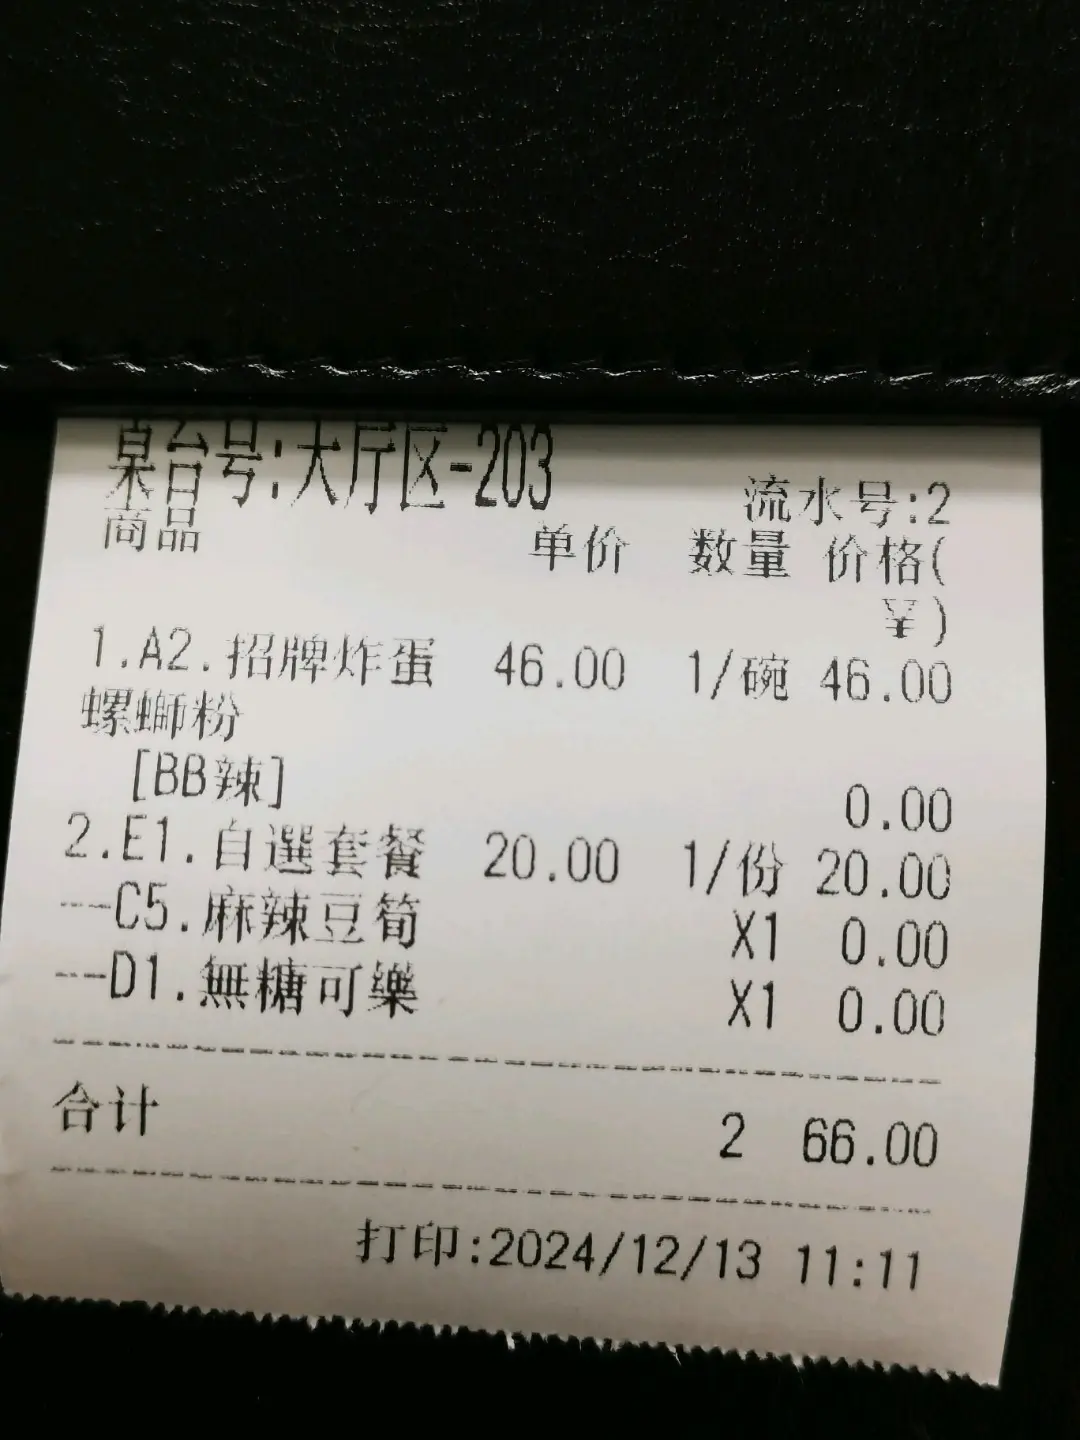 桌台号:大厅区-203
流水号:2
商品 单价 数量 价格(
¥)
1.A2.招牌炸蛋 46.00 1/碗 46.00
螺螄粉
[BB辣] 0.00
2.E1.自選套餐 20.00 1/份 20.00
--C5.麻辣豆筍 X1 0.00
--D1.無糖可樂 X1 0.00
合计 2 66.00
打印:2024/12/13 11:11